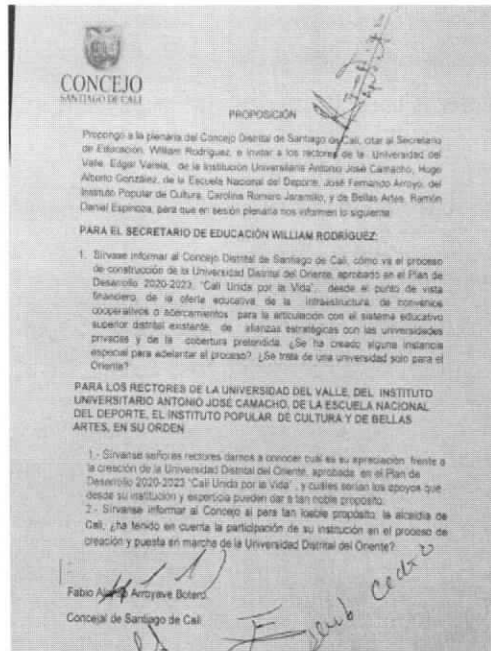 CONCEJO
SANTIAGO DE CALI
PROPOSICIÓN
Propongo a la plenaria del Concejo Distrital de Santiago de Cali, citar al Secretario
de Educación, William Rodríguez, e invitar a los rectores de la Universidad del
Valle, Edgar Varela, de la Institución Universitaria Antonio José Camacho, Hugo
Alberto González, de la Escuela Nacional del Deporte, José Fernando Arroyo, del
Instituto Popular de Cultura, Carolina Romero Jaramillo, y de Bellas Artes, Ramón
Daniel Espinoza, para que en sesión plenaria nos informen lo siguiente:
PARA EL SECRETARIO DE EDUCACIÓN WILLIAM RODRÍGUEZ:
1. Sírvase informar al Concejo Distrital de Santiago de Cali, cómo va el proceso
de construcción de la Universidad Distrital del Oriente, aprobado en el Plan de
Desarrollo 2020-2023, “Cali Unida por la Vida”, desde el punto de vista
financiero, de la oferta educativa, de la infraestructura, de convenios
cooperativos o acercamientos para la articulación con el sistema educativo
superior distrital existente, de alianzas estratégicas con las universidades
privadas y de la cobertura pretendida. ¿Se ha creado alguna instancia
especial para adelantar el proceso? ¿Se trata de una universidad solo para el
Oriente?
PARA LOS RECTORES DE LA UNIVERSIDAD DEL VALLE, DEL INSTITUTO
UNIVERSITARIO ANTONIO JOSÉ CAMACHO, DE LA ESCUELA NACIONAL
DEL DEPORTE, EL INSTITUTO POPULAR DE CULTURA Y DE BELLAS
ARTES, EN SU ORDEN
1.- Sírvanse señores rectores darnos a conocer cuál es su apreciación frente a
la creación de la Universidad Distrital del Oriente, aprobada en el Plan de
Desarrollo 2020-2023 “Cali Unida por la Vida”, y cuáles serían los apoyos que
desde su institución y experticia pueden dar a tan noble propósito.
2.- Sírvanse informar al Concejo si para tan loable propósito, la alcaldía de
Cali, ¿ha tenido en cuenta la participación de su institución en el proceso de
creación y puesta en marcha de la Universidad Distrital del Oriente?
Fabio Alonso Arroyave Botero
Concejal de Santiago de Cali